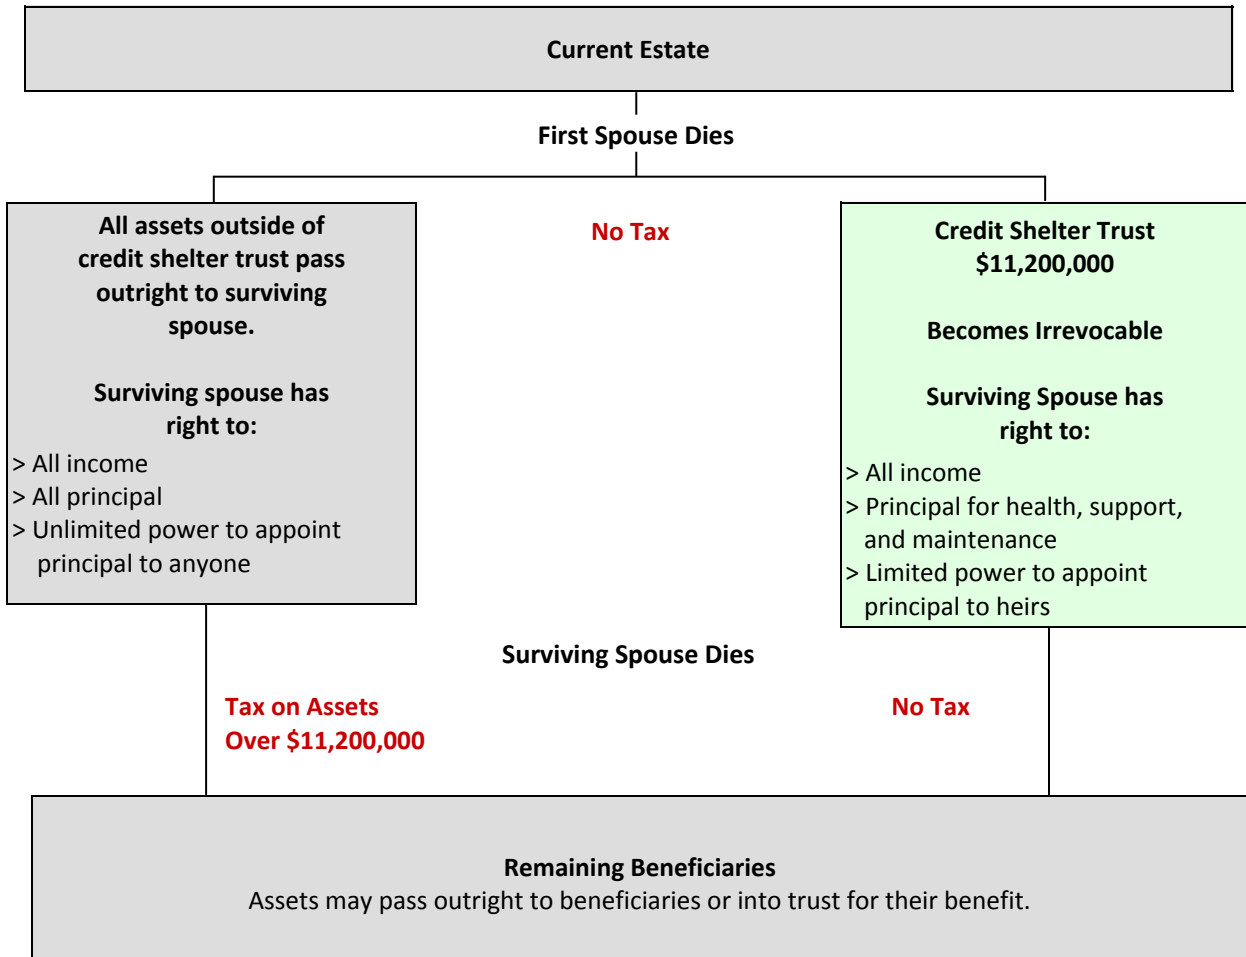 Current Estate
First Spouse Dies
All assets outside of
credit shelter trust pass
outright to surviving
spouse.
Surviving spouse has
right to:
> All income
> All principal
> Unlimited power to appoint
principal to anyone
No Tax
Credit Shelter Trust
$11,200,000
Becomes Irrevocable
Surviving Spouse has
right to:
> All income
> Principal for health, support,
and maintenance
> Limited power to appoint
principal to heirs
Surviving Spouse Dies
Tax on Assets
Over $11,200,000
No Tax
Remaining Beneficiaries
Assets may pass outright to beneficiaries or into trust for their benefit.